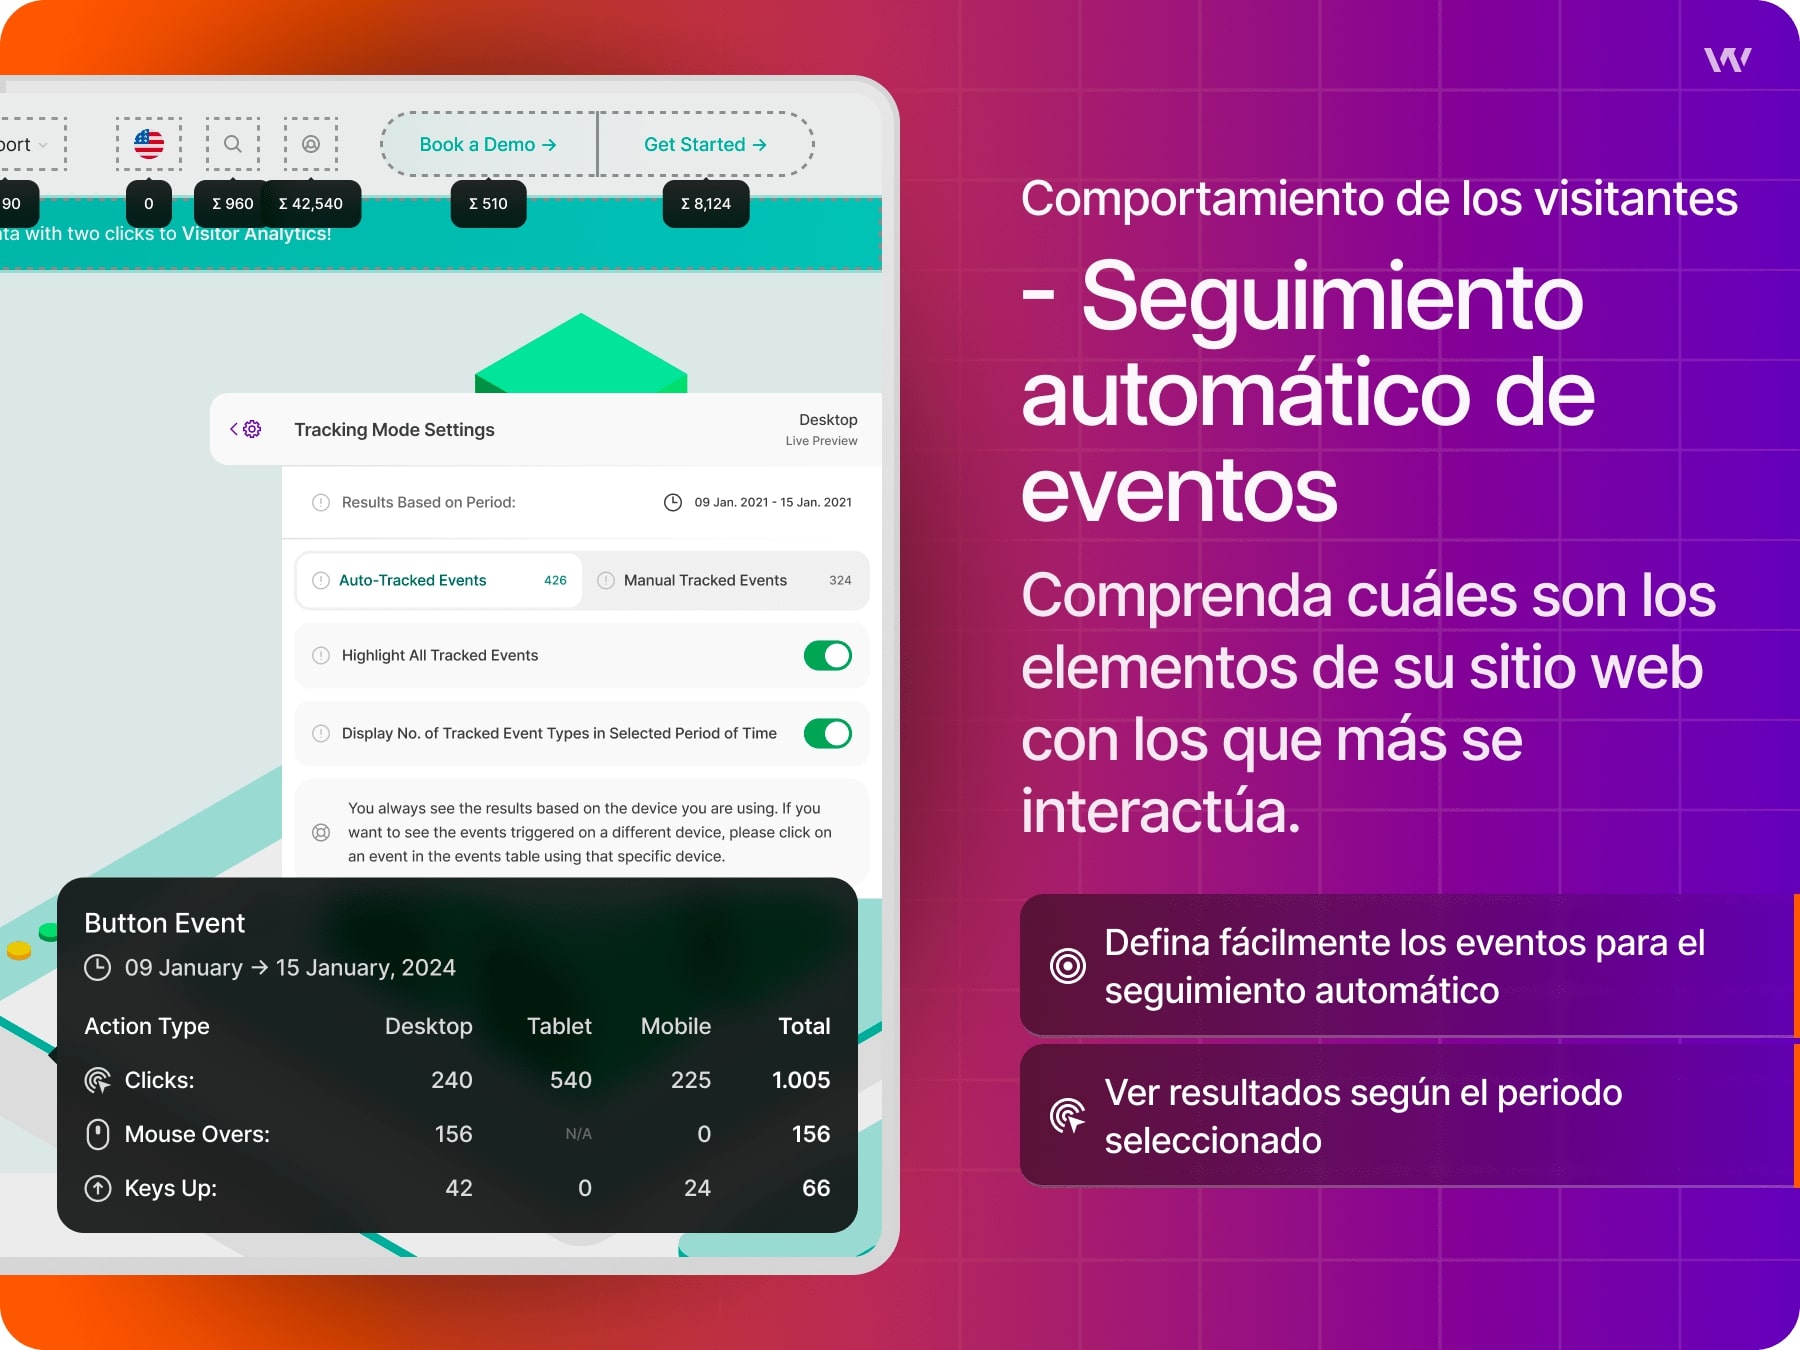 port
Book a Demo →
Get Started →
90
0
Σ 960
Σ 42,540
Σ 510
Σ 8,124
ta with two clicks to Visitor Analytics!
Tracking Mode Settings
Desktop
Live Preview
Results Based on Period:
09 Jan. 2021 - 15 Jan. 2021
Auto-Tracked Events 426
Manual Tracked Events 324
Highlight All Tracked Events
Display No. of Tracked Event Types in Selected Period of Time
You always see the results based on the device you are using. If you
want to see the events triggered on a different device, please click on
an event in the events table using that specific device.
Button Event
09 January → 15 January, 2024
Action Type Desktop Tablet Mobile Total
Clicks: 240 540 225 1.005
Mouse Overs: 156 N/A 0 156
Keys Up: 42 0 24 66
Comportamiento de los visitantes
- Seguimiento
automático de
eventos
Comprenda cuáles son los
elementos de su sitio web
con los que más se
interactúa.
Defina fácilmente los eventos para el
seguimiento automático
Ver resultados según el periodo
seleccionado